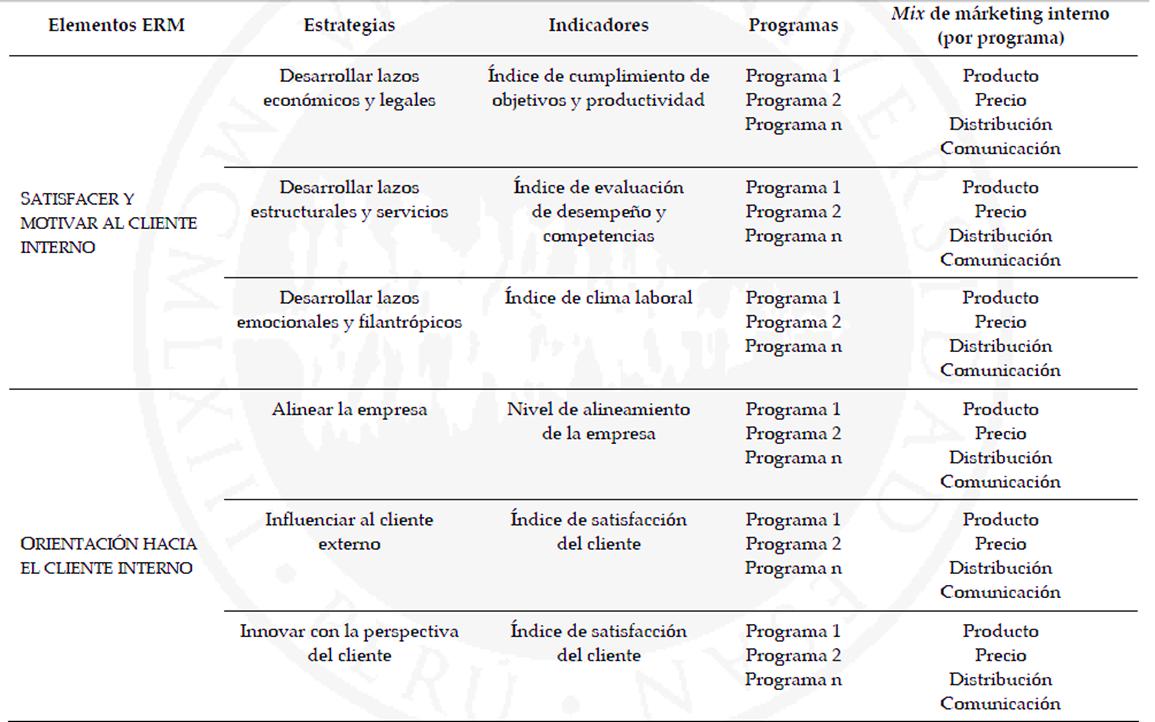 Elementos ERM
Estrategias
Indicadores
Programas
Mix de márketing interno
(por programa)
SATISFACER Y
MOTIVAR AL CLIENTE
INTERNO
Desarrollar lazos
económicos y legales
Índice de cumplimiento de
objetivos y productividad
Programa 1
Programa 2
Programa n
Producto
Precio
Distribución
Comunicación
Desarrollar lazos
estructurales y servicios
Índice de evaluación
de desempeño y
competencias
Programa 1
Programa 2
Programa n
Producto
Precio
Distribución
Comunicación
Desarrollar lazos
emocionales y filantrópicos
Índice de clima laboral
Programa 1
Programa 2
Programa n
Producto
Precio
Distribución
Comunicación
ORIENTACIÓN HACIA
EL CLIENTE INTERNO
Alinear la empresa
Nivel de alineamiento
de la empresa
Programa 1
Programa 2
Programa n
Producto
Precio
Distribución
Comunicación
Influenciar al cliente
externo
Índice de satisfacción
del cliente
Programa 1
Programa 2
Programa n
Producto
Precio
Distribución
Comunicación
Innovar con la perspectiva
del cliente
Índice de satisfacción
del cliente
Programa 1
Programa 2
Programa n
Producto
Precio
Distribución
Comunicación
MCMLXIII • PERÚ • ESAN